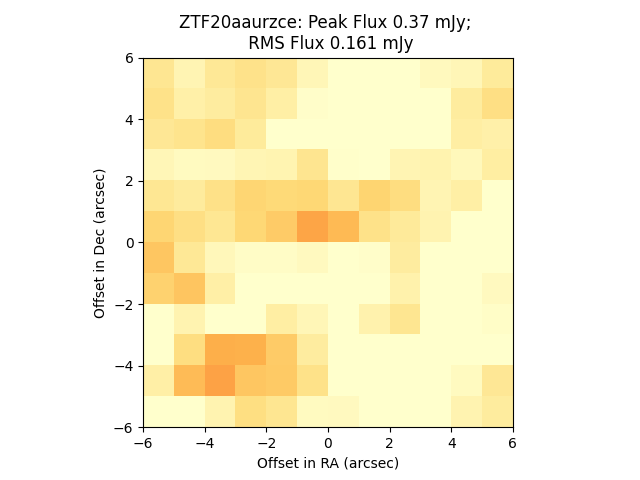 ZTF20aaurzce: Peak Flux 0.37 mJy;
RMS Flux 0.161 mJy
6
4
2
0
−2
−4
−6
Offset in Dec (arcsec)
−6 −4 −2 0 2 4 6
Offset in RA (arcsec)